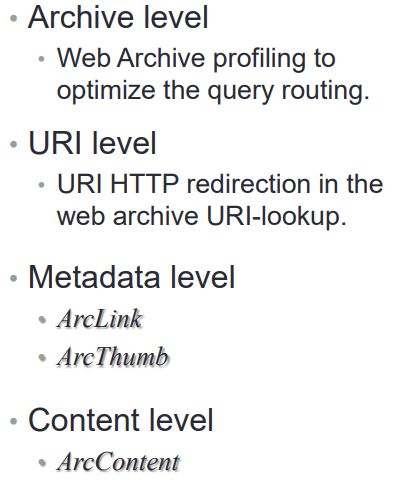 • Archive level
• Web Archive profiling to
optimize the query routing.
• URI level
• URI HTTP redirection in the
web archive URI-lookup.
• Metadata level
• ArcLink
• ArcThumb
• Content level
• ArcContent